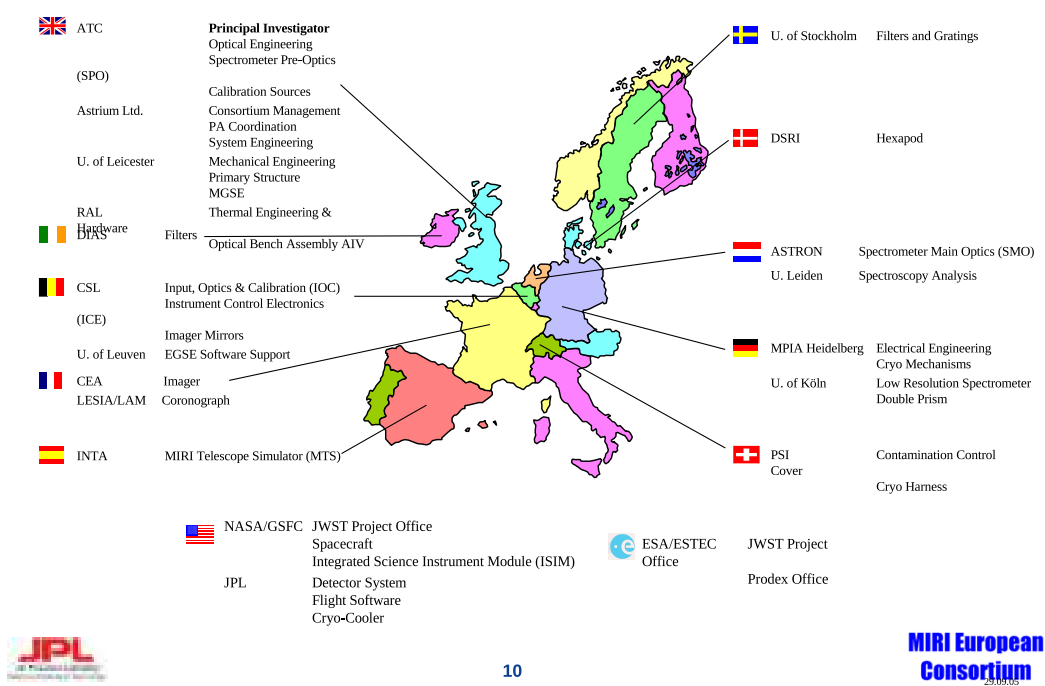 ATC Principal Investigator
Optical Engineering
Spectrometer Pre-Optics
(SPO)
Calibration Sources
Astrium Ltd. Consortium Management
PA Coordination
System Engineering
U. of Leicester Mechanical Engineering
Primary Structure
MGSE
RAL Thermal Engineering &
Hardware
Optical Bench Assembly AIV
DIAS Filters
CSL Input, Optics & Calibration (IOC)
Instrument Control Electronics
(ICE)
Imager Mirrors
U. of Leuven EGSE Software Support
CEA Imager
LESIA/LAM Coronograph
INTA MIRI Telescope Simulator (MTS)
U. of Stockholm Filters and Gratings
DSRI Hexapod
ASTRON Spectrometer Main Optics (SMO)
U. Leiden Spectroscopy Analysis
MPIA Heidelberg Electrical Engineering
Cryo Mechanisms
U. of Köln Low Resolution Spectrometer
Double Prism
PSI Contamination Control
Cover
Cryo Harness
NASA/GSFC JWST Project Office
Spacecraft
Integrated Science Instrument Module (ISIM)
JPL Detector System
Flight Software
Cryo-Cooler
ESA/ESTEC JWST Project
Office
Prodex Office
JPL
10
MIRI European
Consortium
29.09.05